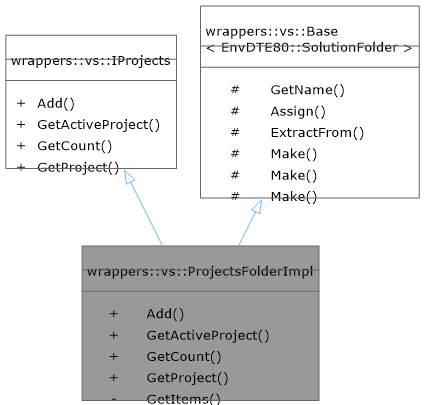 wrappers::vs::IProjects
+ Add()
+ GetActiveProject()
+ GetCount()
+ GetProject()
wrappers::vs::Base
< EnvDTE80::SolutionFolder >
# GetName()
# Assign()
# ExtractFrom()
# Make()
# Make()
# Make()
wrappers::vs::ProjectsFolderImpl
+ Add()
+ GetActiveProject()
+ GetCount()
+ GetProject()
- GetItems()